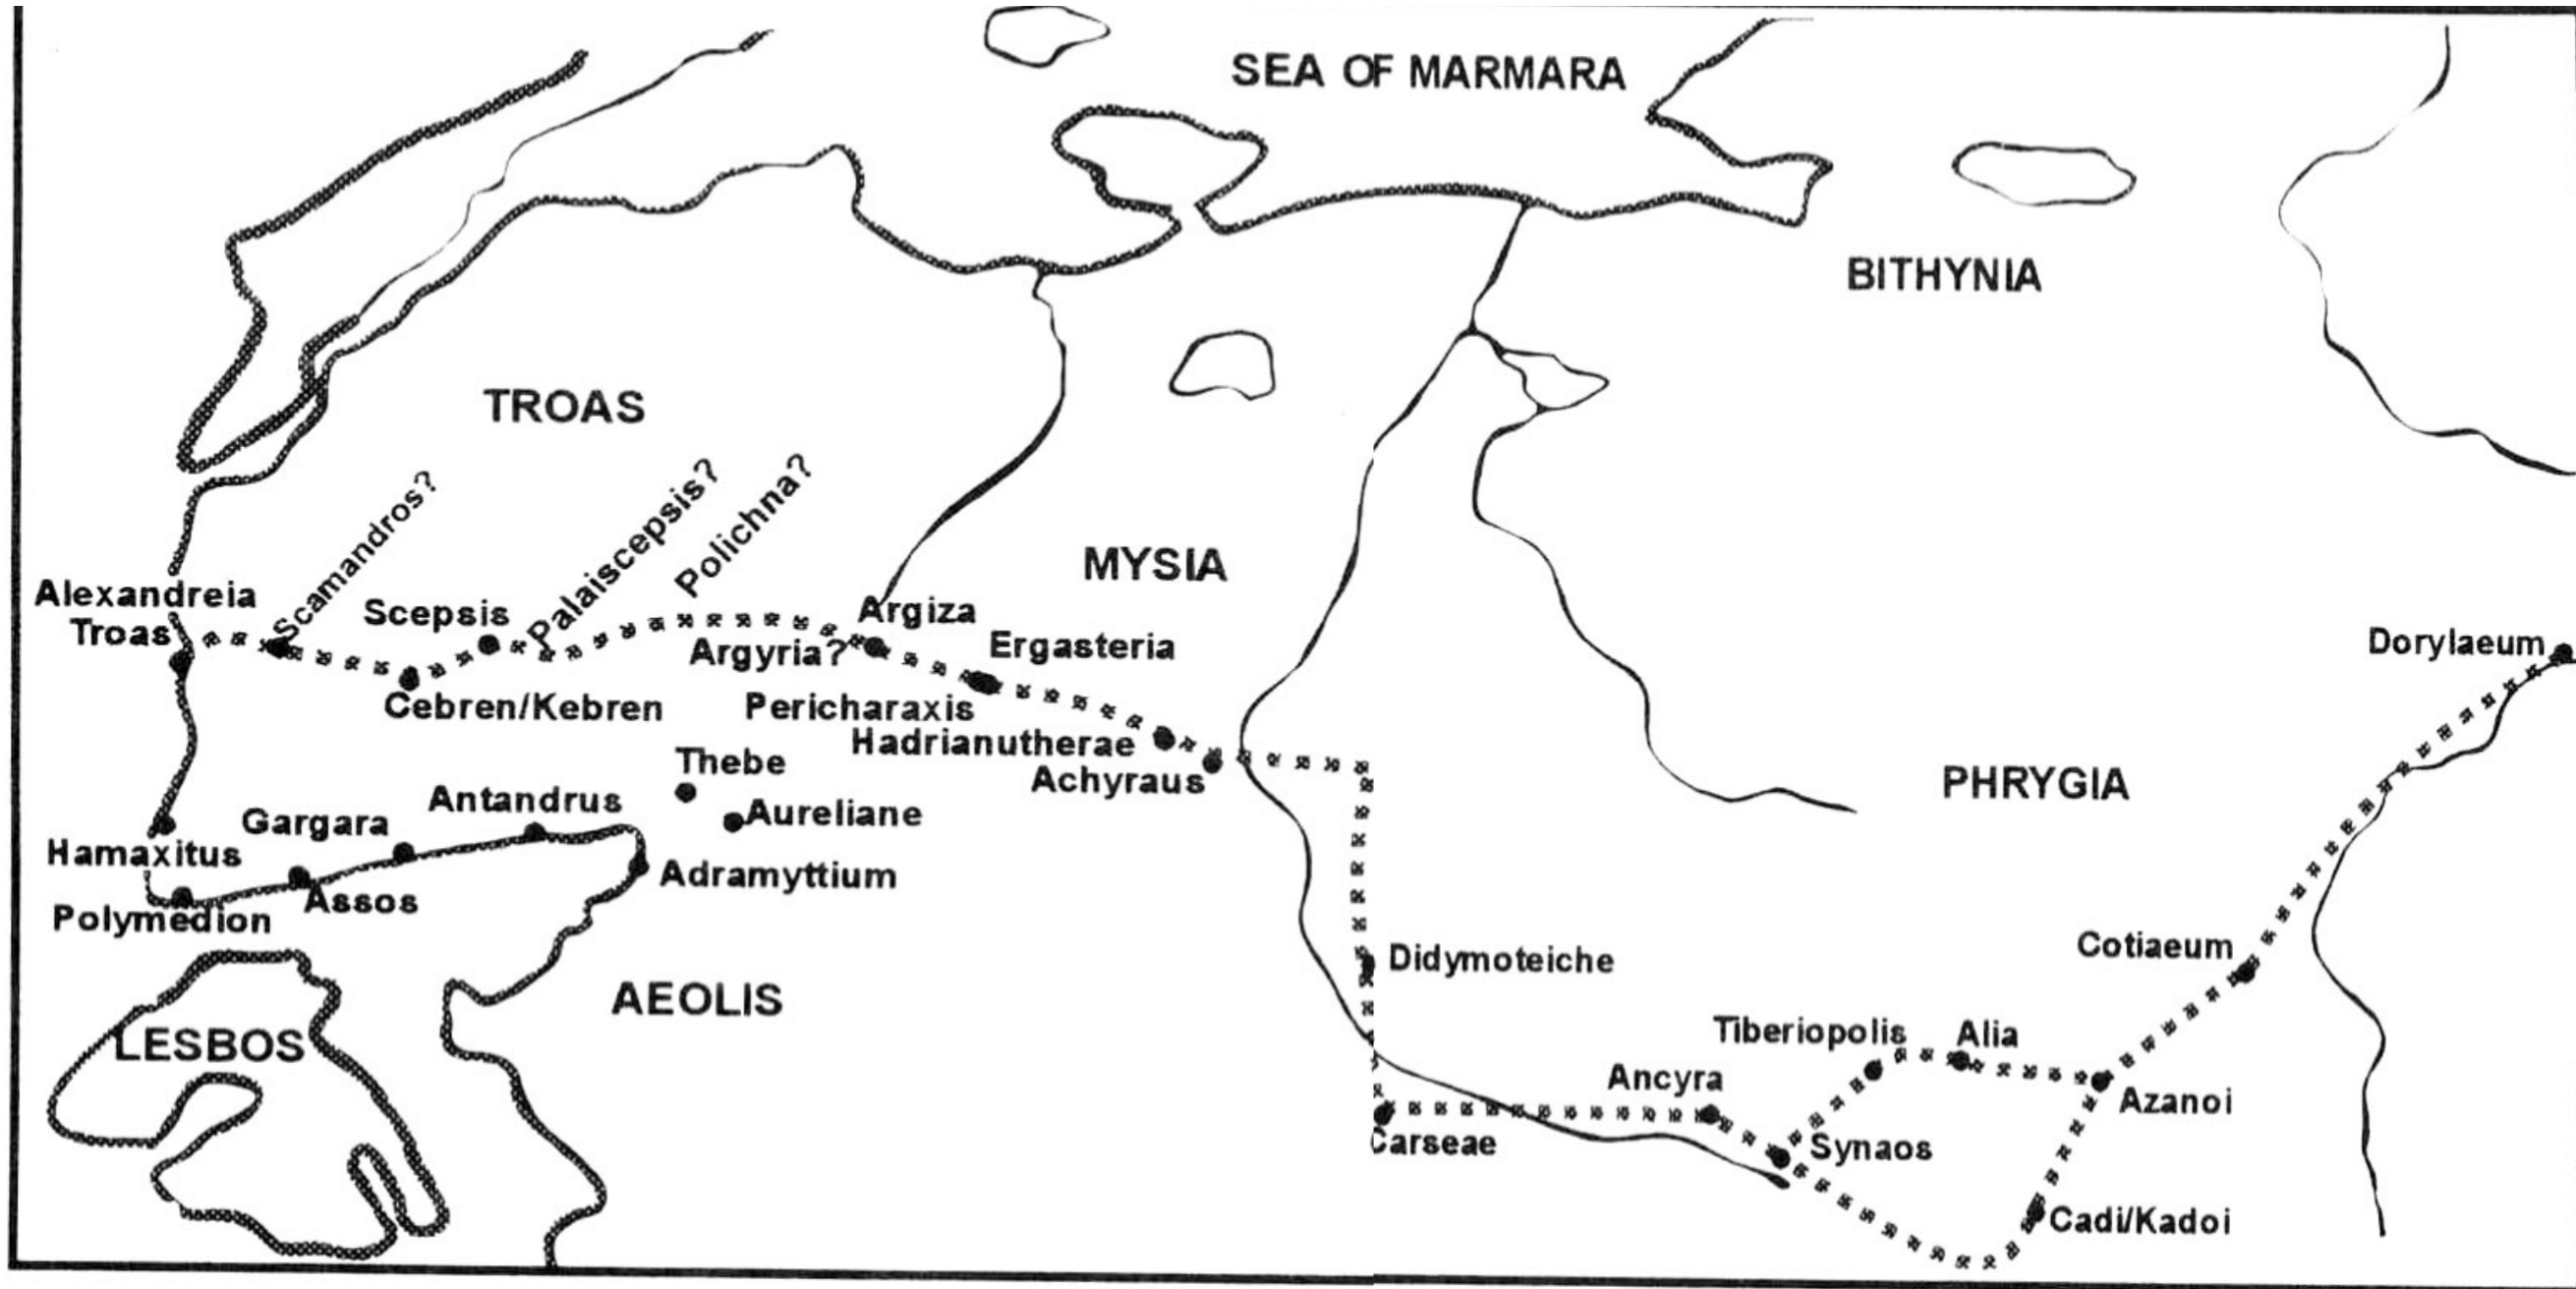 SEA OF MARMARA
BITHYNIA
TROAS
MYSIA
Scamandros?
Palaiscepsis?
Polichna?
Alexandreia
Troas
Scepsis
Argiza
Argyria?
Ergasteria
Dorylaeum
Cebren/Kebren
Pericharaxis
Hadrianutherae
Achyraus
Thebe
Aureliane
PHRYGIA
Antandrus
Gargara
Hamaxitus
Adramyttium
Assos
Polymedion
Didymoteiche
Cotiaeum
AEOLIS
LESBOS
Tiberiopolis
Alia
Ancyra
Azanoi
Carseae
Synaos
Cadi/Kadoi